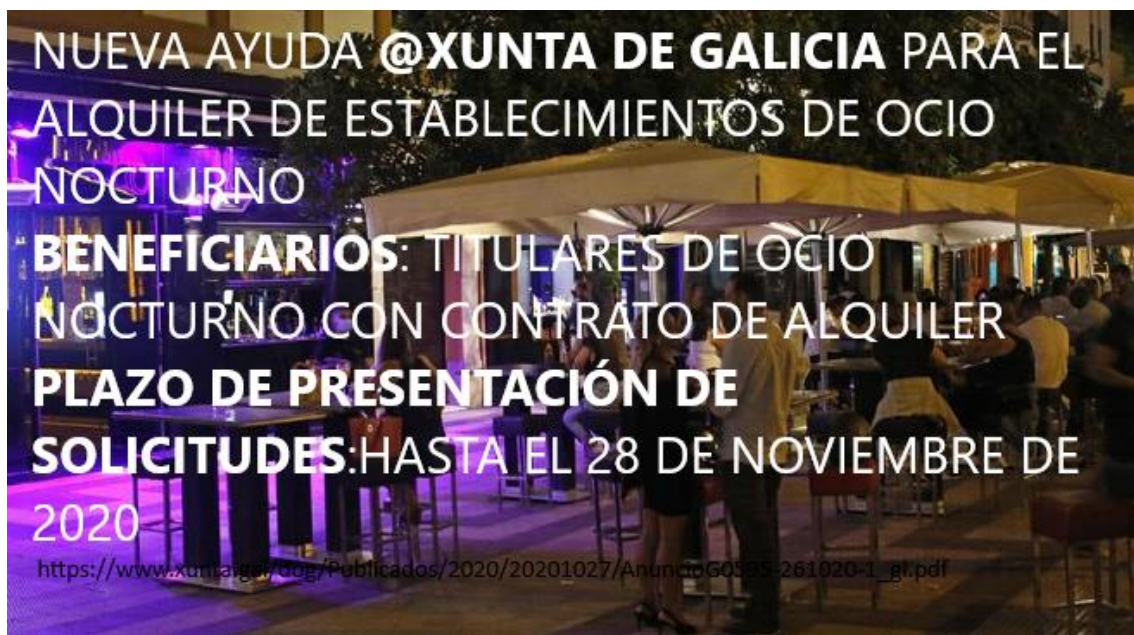 NUEVA AYUDA @XUNTA DE GALICIA PARA EL
ALQUILER DE ESTABLECIMIENTOS DE OCIO
NOCTURNO
BENEFICIARIOS: TITULARES DE OCIO
NOCTURNO CON CONTRATO DE ALQUILER
PLAZO DE PRESENTACIÓN DE
SOLICITUDES:HASTA EL 28 DE NOVIEMBRE DE
2020
https://www.xunta.gal/dog/Publicados/2020/20201027/AnuncioG0595-261020-1_gl.pdf